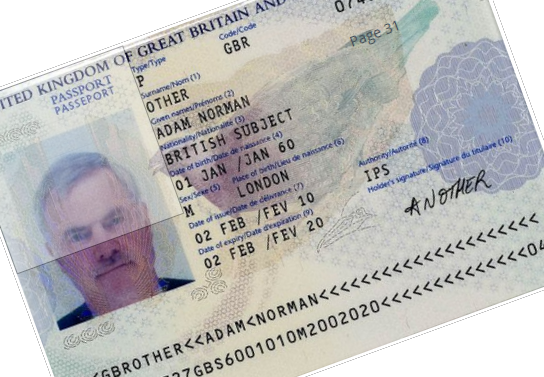 UNITED KINGDOM OF GREAT BRITAIN AND
PASSPORT
PASSEPORT
Type/Type
Code/Code
P
GBR
Page 31
Surname/Nom (1)
OTHER
Given names/Prénoms (2)
ADAM NORMAN
Nationality/Nationalité (3)
BRITISH SUBJECT
Date of birth/Date de naissance (4)
01 JAN /JAN 60
Sex/Sexe (5)
Place of birth/Lieu de naissance (6)
M
LONDON
Date of issue/Date de délivrance (7)
Authority/Autorité (8)
02 FEB /FEV 10
IPS
Date of expiry/Date d'expiration (9)
Holder's signature/Signature du titulaire (10)
02 FEB /FEV 20
ANOTHER
<GBROTHER<<ADAM<NORMAN<<<<<<<<<<<<<<<<<<<<
27GBS6001010M2002020<<<<<<<<<<<<<<04